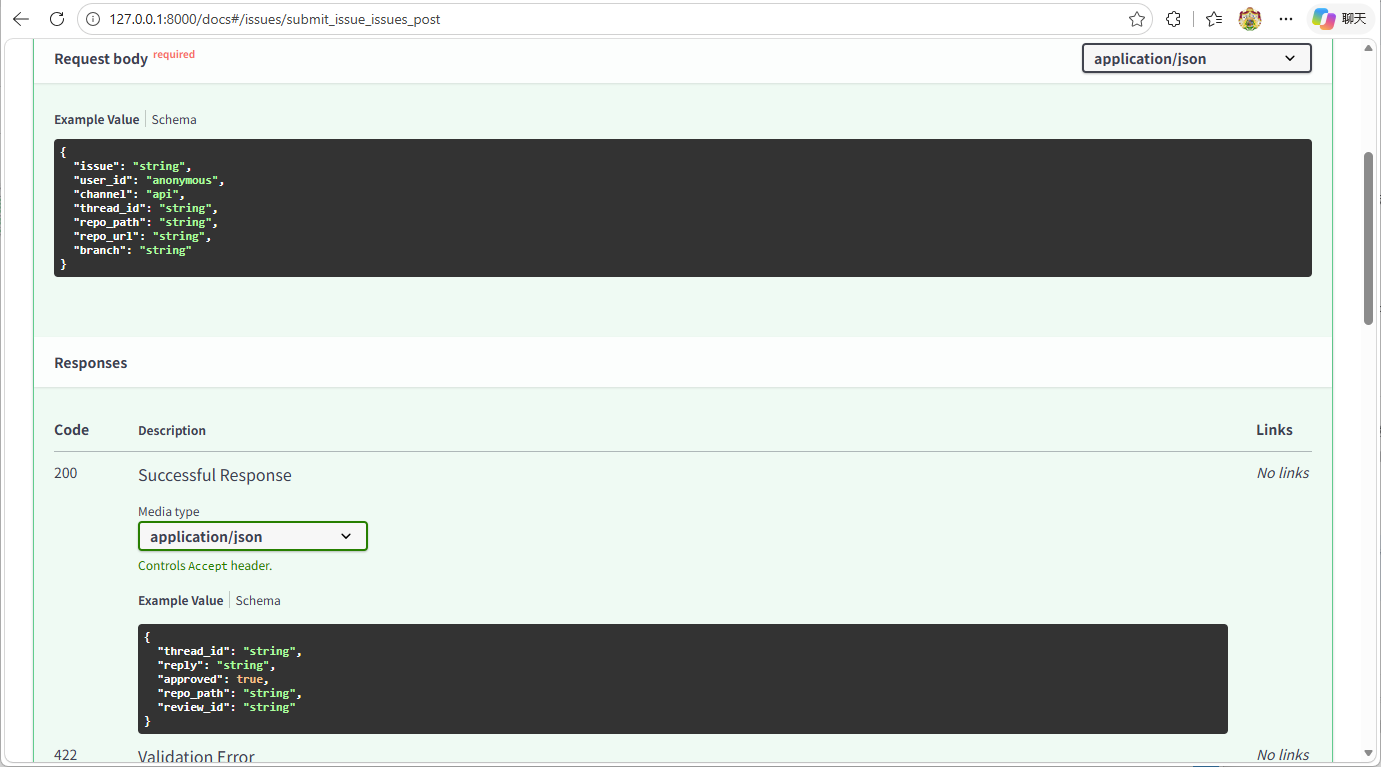 127.0.0.1:8000/docs#/issues/submit_issue_issues_post
聊天
Request body required
application/json
Example Value
Schema
{
  "issue": "string",
  "user_id": "anonymous",
  "channel": "api",
  "thread_id": "string",
  "repo_path": "string",
  "repo_url": "string",
  "branch": "string"
}
Responses
Code Description Links
200 Successful Response No links
Media type
application/json
Controls Accept header.
Example Value
Schema
{
  "thread_id": "string",
  "reply": "string",
  "approved": true,
  "repo_path": "string",
  "review_id": "string"
}
422 Validation Error No links